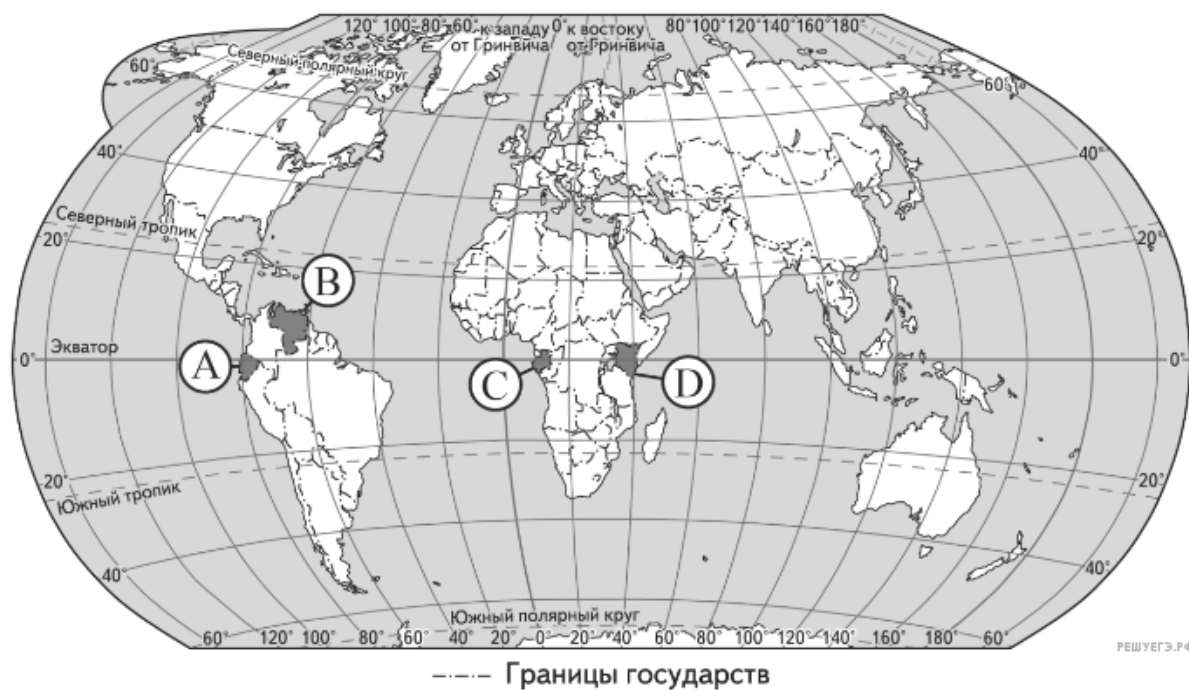 120° 100° 80° 60° к западу 0° к востоку 80° 100° 120° 140° 160° 180°
от Гринвича от Гринвича
Северный полярный круг
60° 60°
40° 40°
Северный тропик
20° 20°
B
Экватор
0° 0°
A C D
20° 20°
Южный тропик
40° 40°
Южный полярный круг
60° 120° 100° 80° 60° 40° 20° 0° 20° 40° 60° 80° 100° 120° 140° 160° 180° 60°
РЕШУЕГЭ.РФ
Границы государств